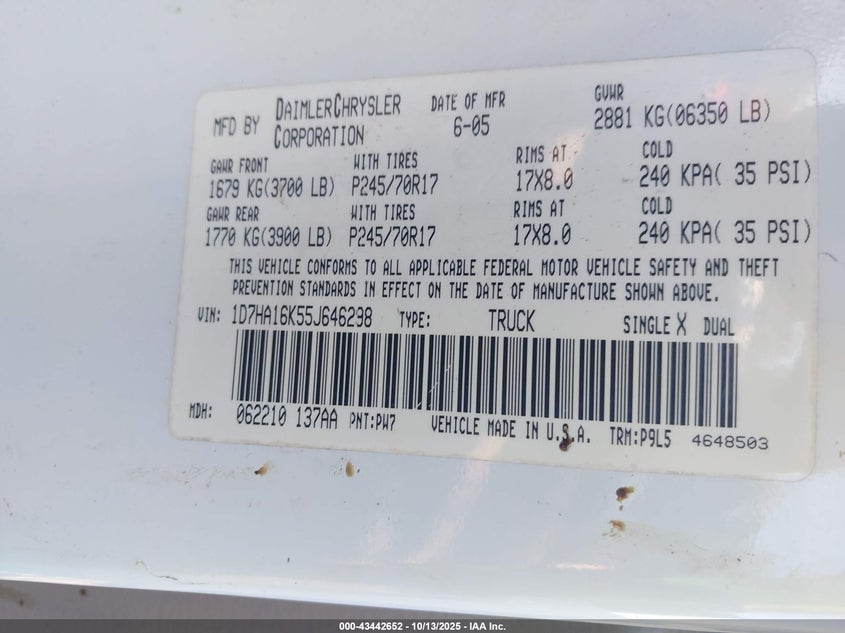 MFD BY DAIMLERCHRYSLER CORPORATION DATE OF MFR 6-05 GVWR 2881 KG(06350 LB)
GAWR FRONT WITH TIRES RIMS AT COLD
1679 KG(3700 LB) P245/70R17 17X8.0 240 KPA( 35 PSI)
GAWR REAR WITH TIRES RIMS AT COLD
1770 KG(3900 LB) P245/70R17 17X8.0 240 KPA( 35 PSI)
THIS VEHICLE CONFORMS TO ALL APPLICABLE FEDERAL MOTOR VEHICLE SAFETY AND THEFT
PREVENTION STANDARDS IN EFFECT ON THE DATE OF MANUFACTURE SHOWN ABOVE.
VIN: 1D7HA16K55J646298 TYPE: TRUCK SINGLE X DUAL
MDH: 062210 137AA PNT:PW7 VEHICLE MADE IN U.S.A. TRM:P9L5 4648503
000-43442652 - 10/13/2025 - IAA Inc.